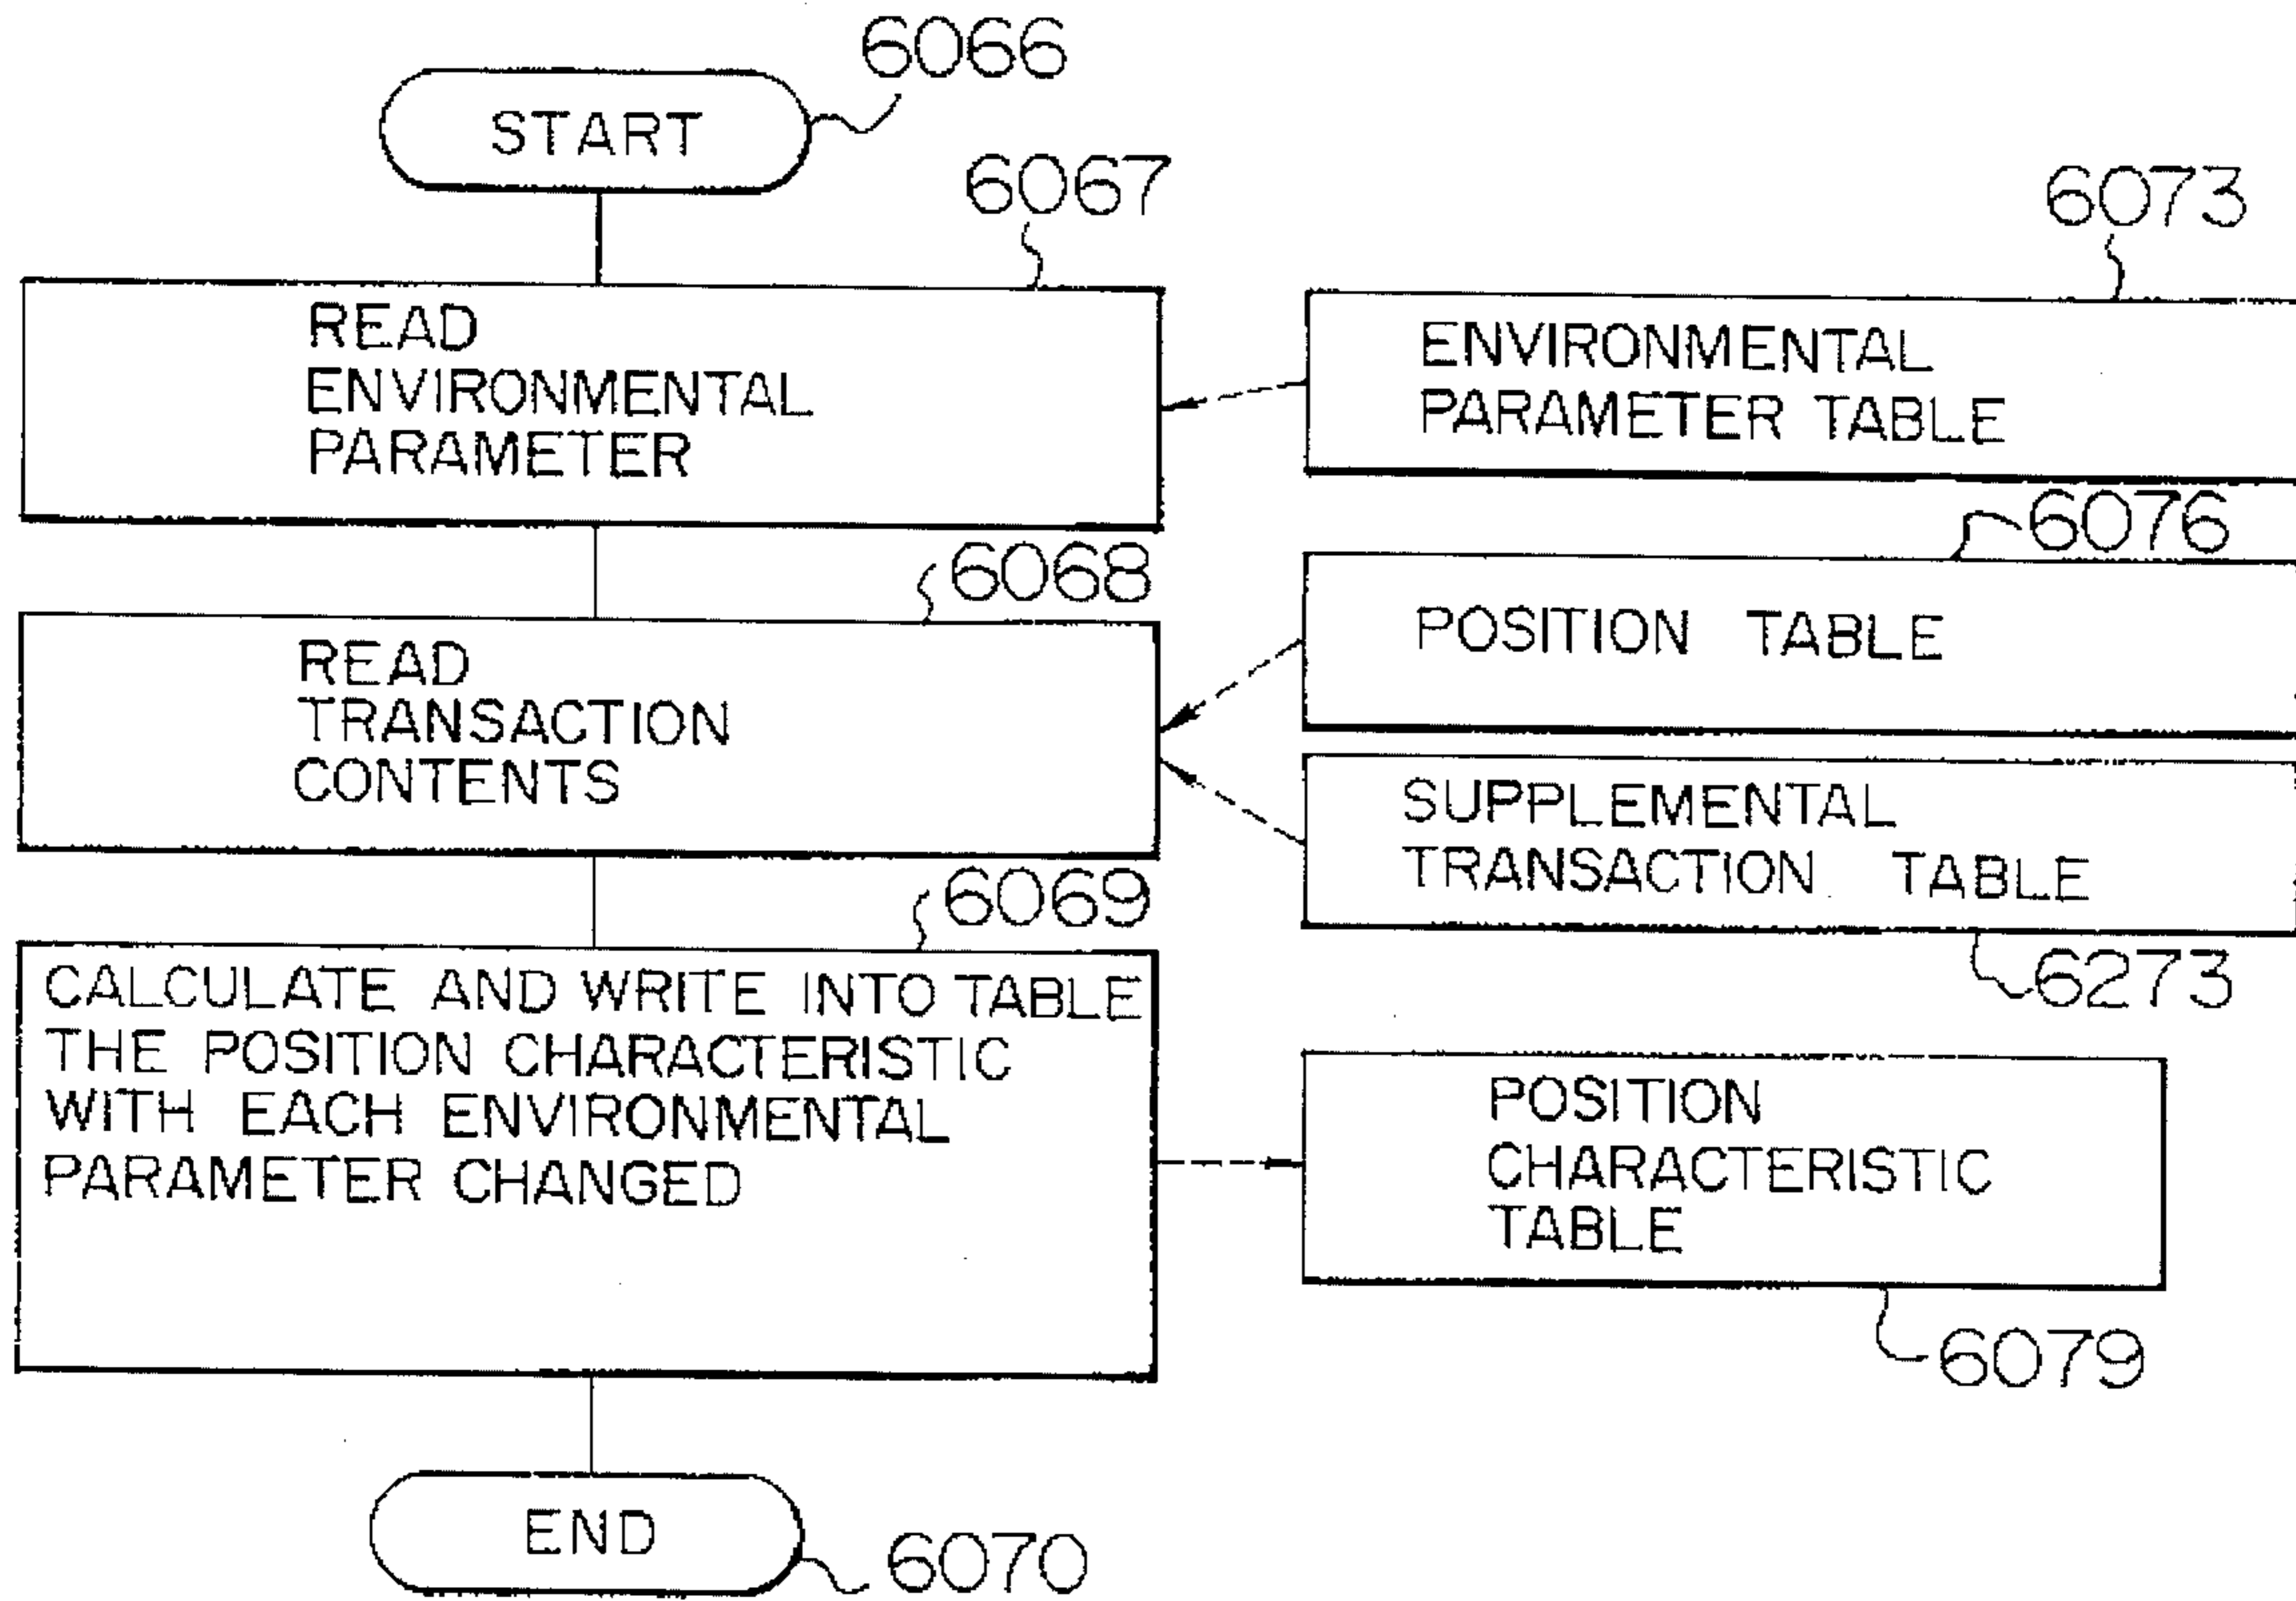 6066
START
6067
READ
ENVIRONMENTAL
PARAMETER
6073
ENVIRONMENTAL
PARAMETER TABLE
6068
READ
TRANSACTION
CONTENTS
6076
POSITION TABLE
SUPPLEMENTAL
TRANSACTION TABLE
6273
6069
CALCULATE AND WRITE INTO TABLE
THE POSITION CHARACTERISTIC
WITH EACH ENVIRONMENTAL
PARAMETER CHANGED
POSITION
CHARACTERISTIC
TABLE
6079
END
6070